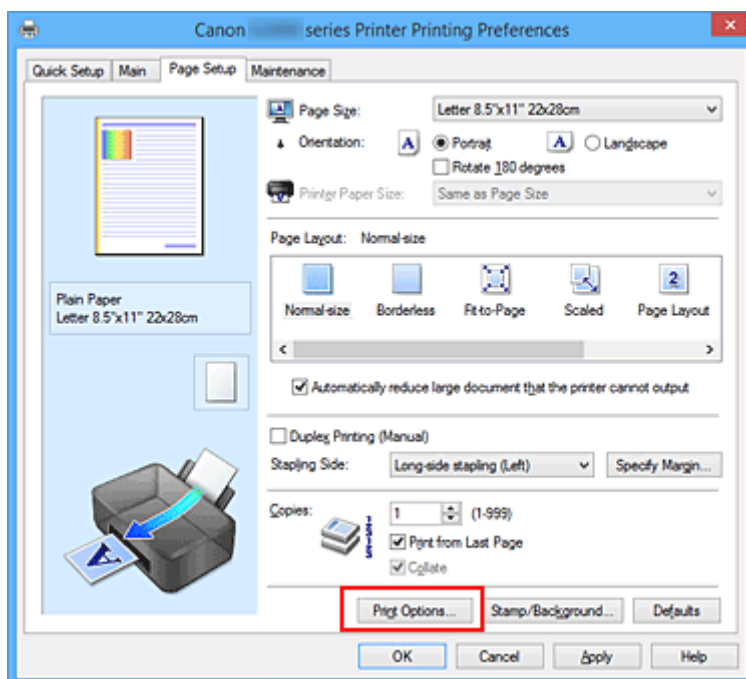 Canon series Printer Printing Preferences
Quick Setup Main Page Setup Maintenance
Page Size: Letter 8.5"x11" 22x28cm
Orientation: A Portrait A Landscape
Rotate 180 degrees
Printer Paper Size: Same as Page Size
Page Layout: Normal-size
Normal-size Borderless Fit-to-Page Scaled 2 Page Layout
Plain Paper
Letter 8.5"x11" 22x28cm
Automatically reduce large document that the printer cannot output
Duplex Printing (Manual)
Stapling Side: Long-side stapling (Left) Specify Margin...
Copies: 1 (1-999)
Print from Last Page
Collate
A
Print Options... Stamp/Background... Defaults
OK Cancel Apply Help